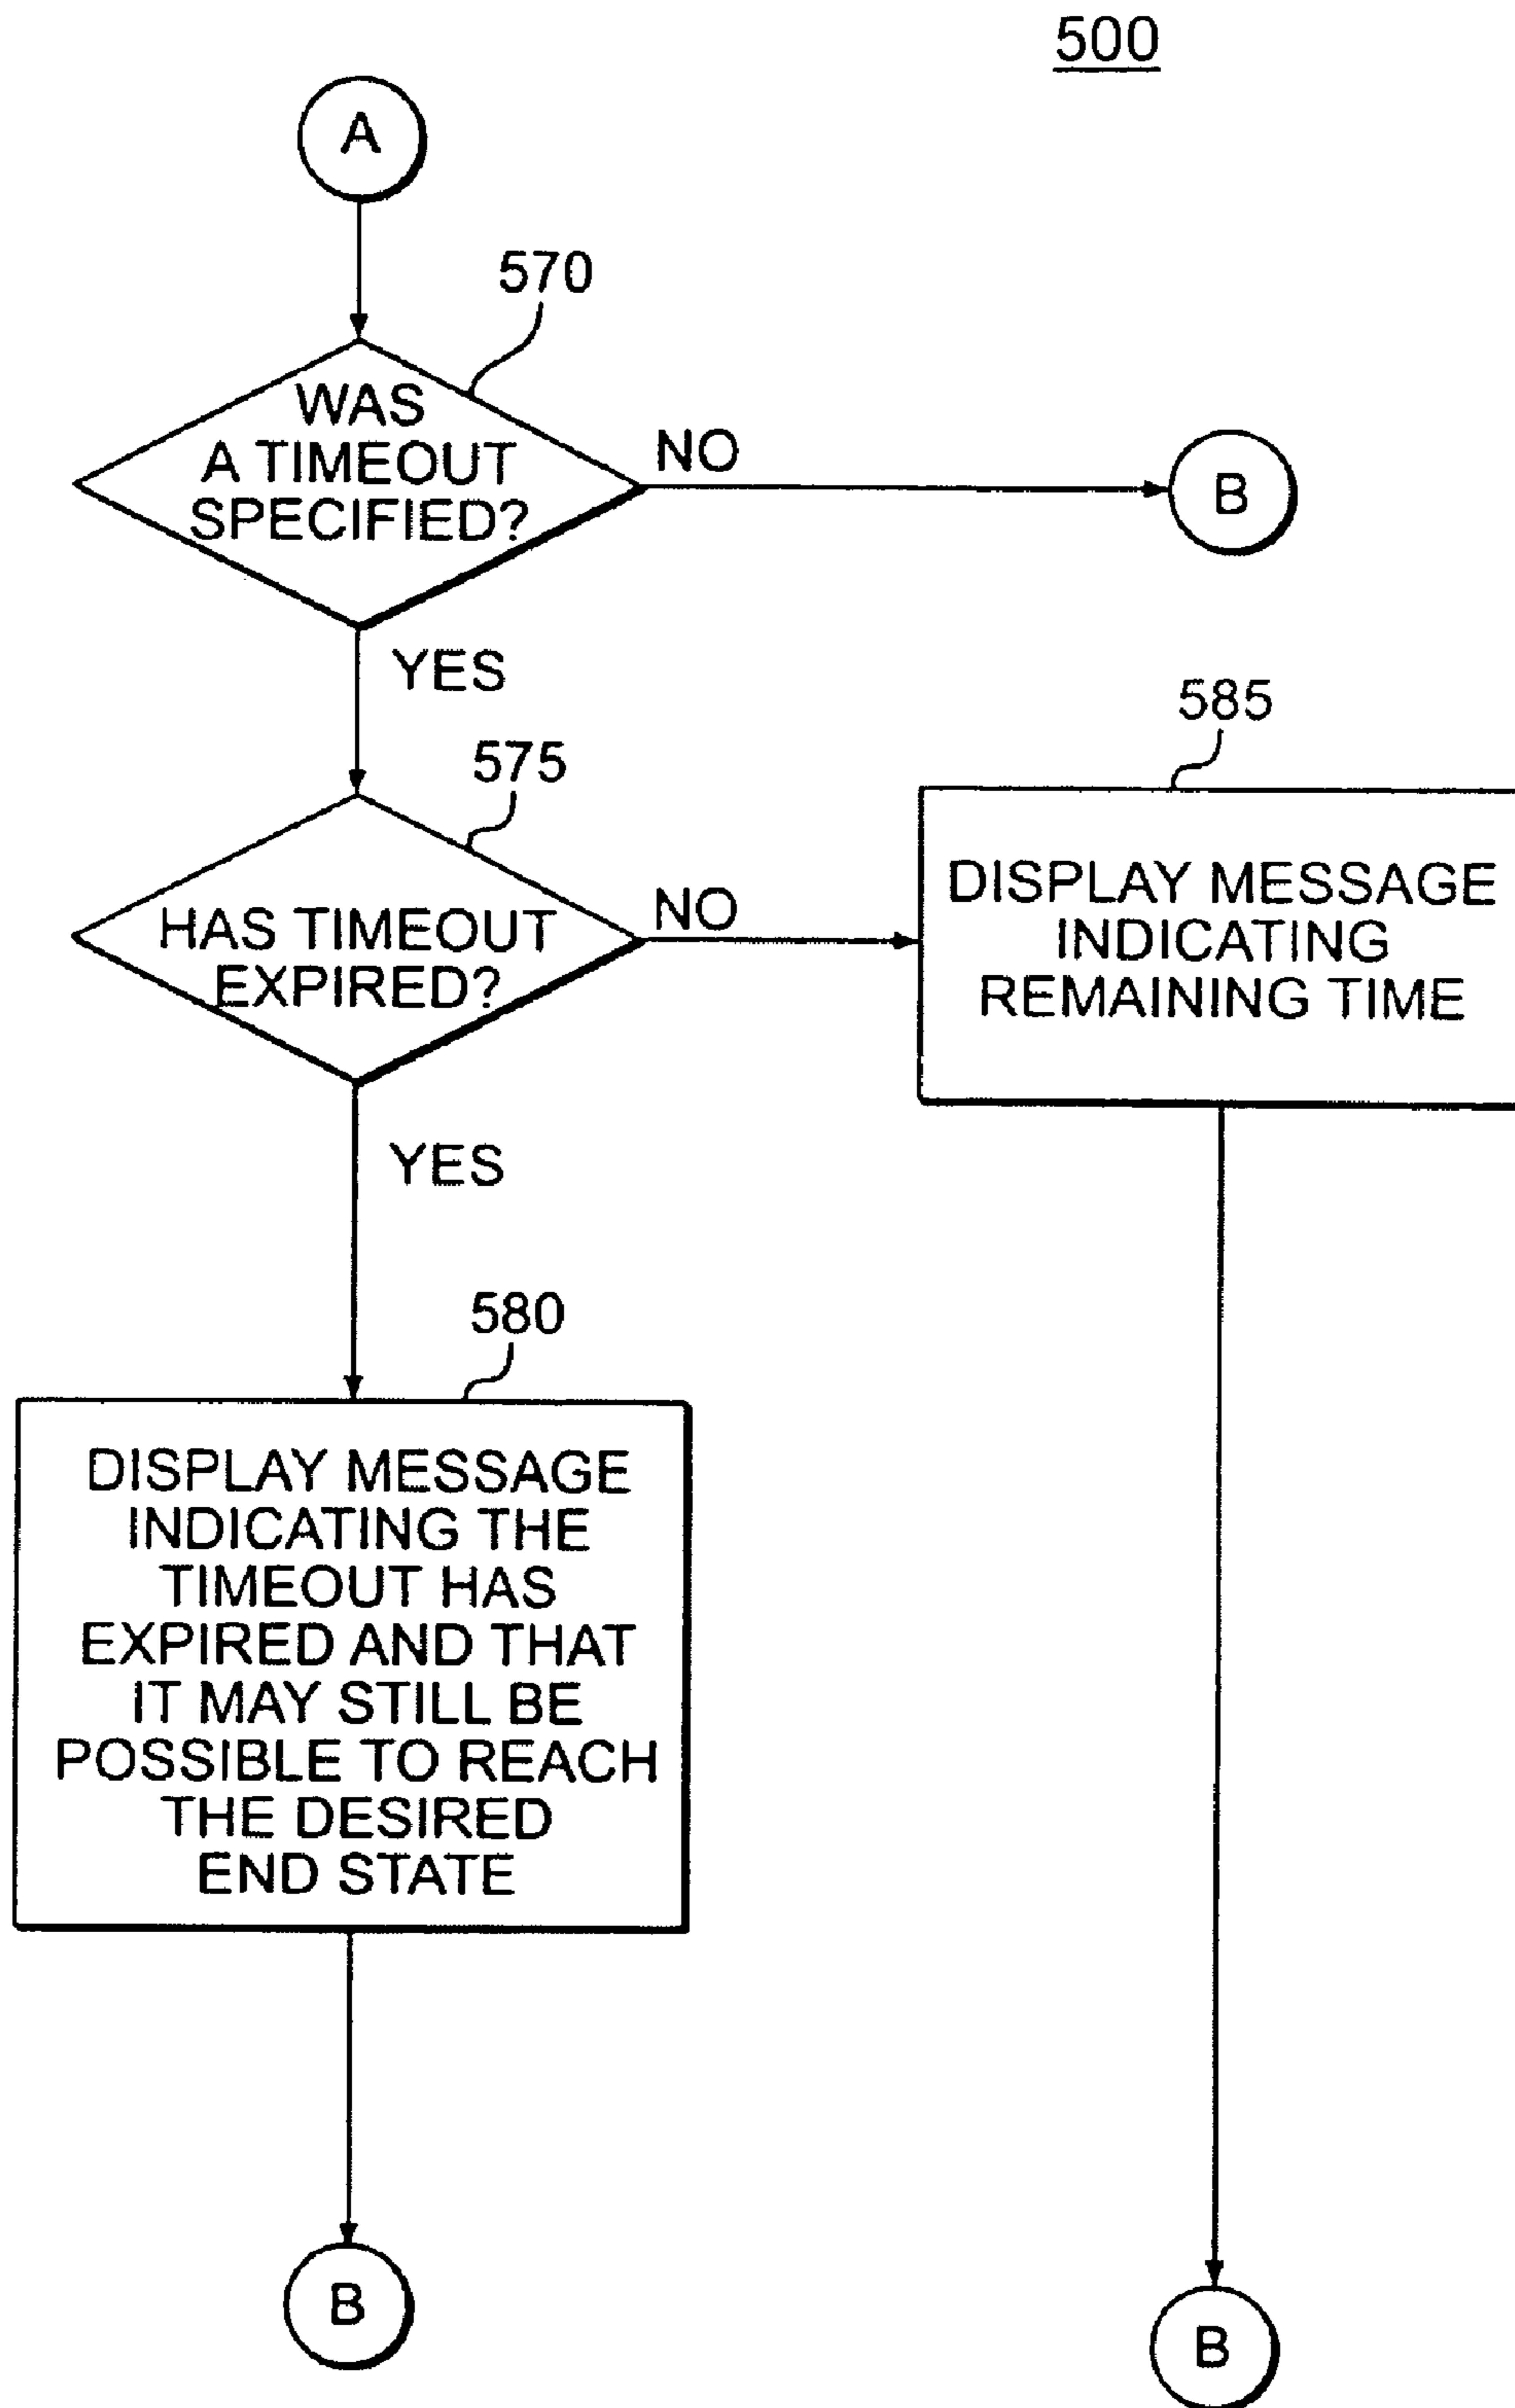 500
A
570
WAS
A TIMEOUT
SPECIFIED?
NO
B
YES
575
HAS TIMEOUT
EXPIRED?
NO
585
DISPLAY MESSAGE
INDICATING
REMAINING TIME
YES
580
DISPLAY MESSAGE
INDICATING THE
TIMEOUT HAS
EXPIRED AND THAT
IT MAY STILL BE
POSSIBLE TO REACH
THE DESIRED
END STATE
B
B